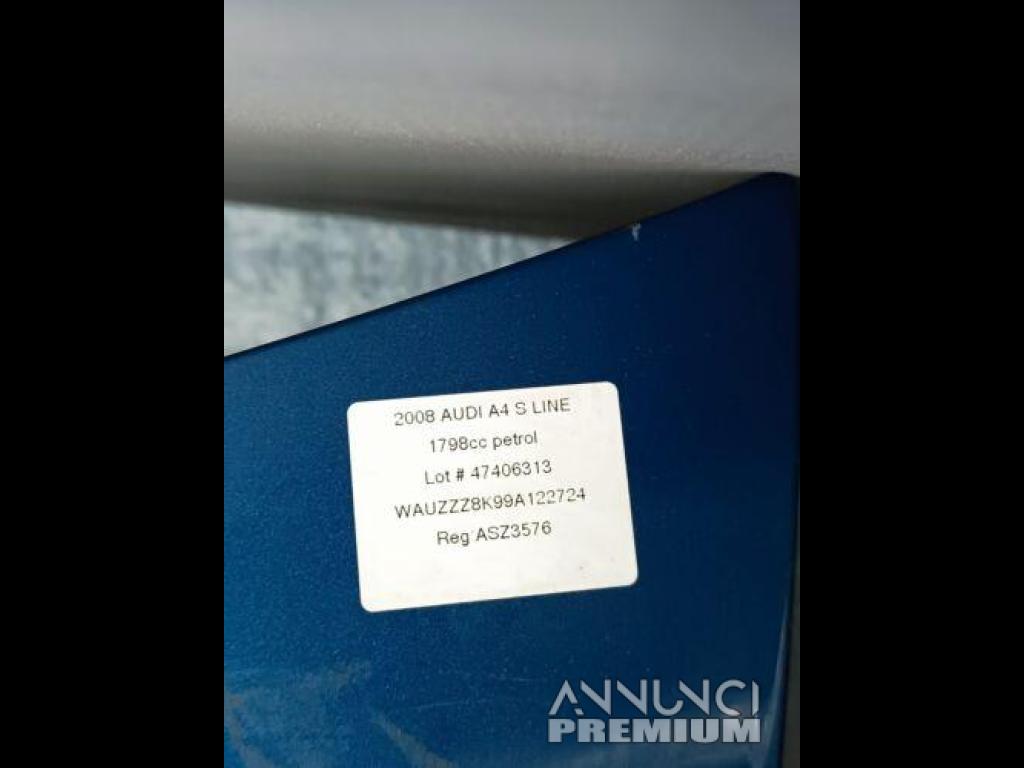 2008 AUDI A4 S LINE
1798cc petrol
Lot # 47406313
WAUZZZ8K99A122724
Reg:ASZ3576
ANNUNCI
PREMIUM